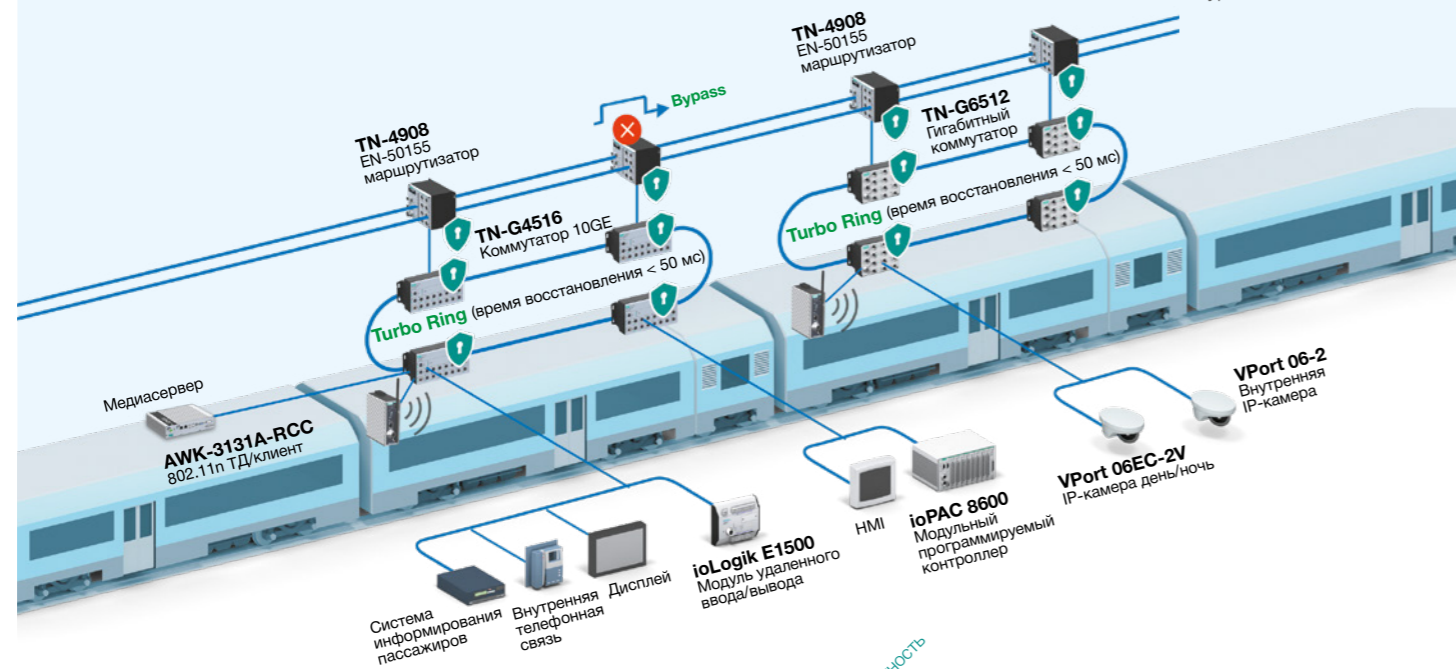 TN-4908
EN-50155
маршрутизатор
Bypass
TN-4908
EN-50155
маршрутизатор
TN-G6512
Гигабитный
коммутатор
TN-G4516
Коммутатор 10GE
Turbo Ring (время восстановления < 50 мс)
Turbo Ring (время восстановления < 50 мс)
Медиасервер
AWK-3131A-RCC
802.11n ТД/клиент
VPort 06-2
Внутренняя
IP-камера
VPort 06EC-2V
IP-камера день/ночь
HMI
ioPAC 8600
Модульный
программируемый
контроллер
ioLogik E1500
Модуль удаленного
ввода/вывода
Дисплей
Внутренняя
телефонная
связь
Система
информирования
пассажиров